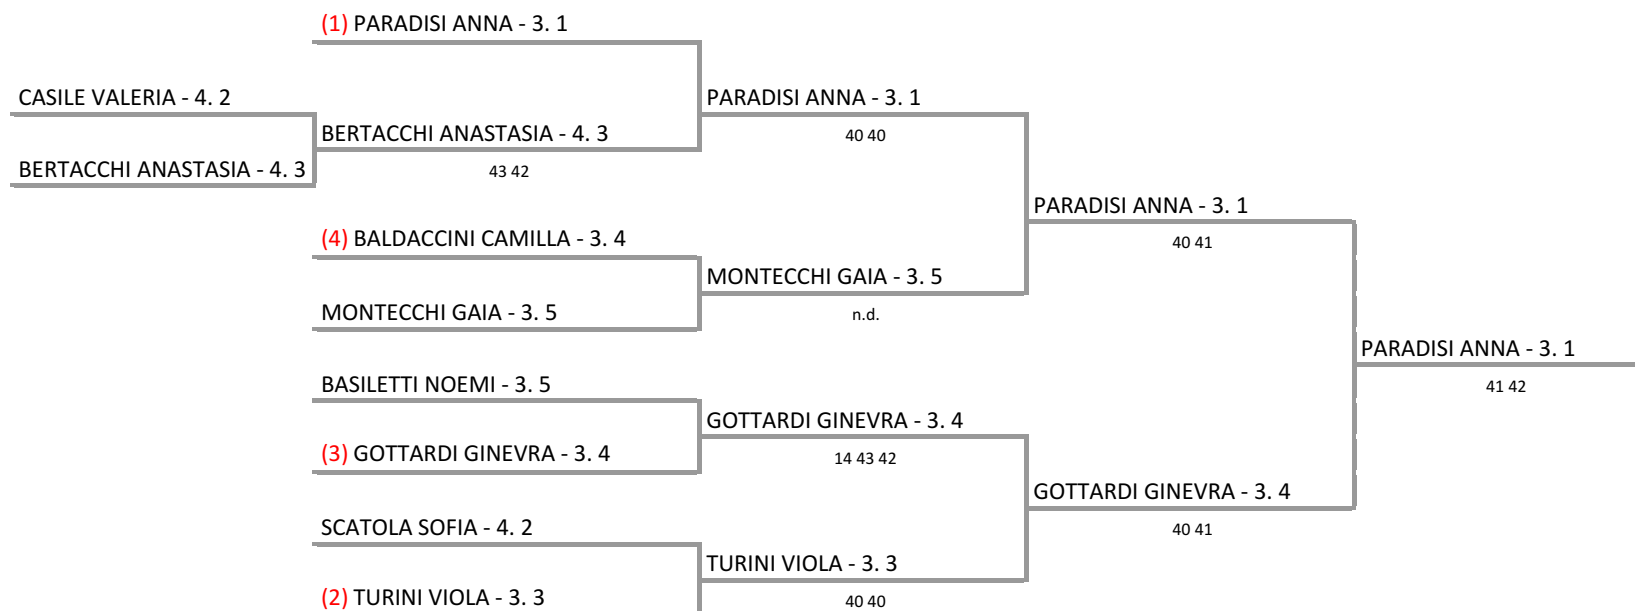 (1) PARADISI ANNA - 3. 1
CASILE VALERIA - 4. 2
PARADISI ANNA - 3. 1
BERTACCHI ANASTASIA - 4. 3
40 40
BERTACCHI ANASTASIA - 4. 3
43 42
PARADISI ANNA - 3. 1
(4) BALDACCINI CAMILLA - 3. 4
40 41
MONTECCHI GAIA - 3. 5
MONTECCHI GAIA - 3. 5
n.d.
PARADISI ANNA - 3. 1
BASILETTI NOEMI - 3. 5
41 42
GOTTARDI GINEVRA - 3. 4
(3) GOTTARDI GINEVRA - 3. 4
14 43 42
GOTTARDI GINEVRA - 3. 4
SCATOLA SOFIA - 4. 2
40 41
TURINI VIOLA - 3. 3
(2) TURINI VIOLA - 3. 3
40 40